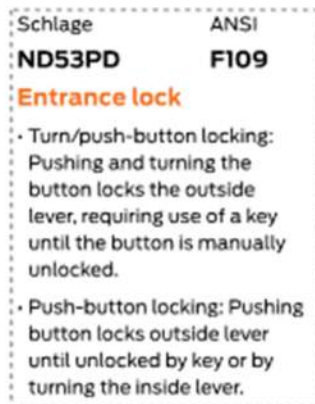 Schlage ANSI
ND53PD F109
Entrance lock
• Turn/push-button locking:
Pushing and turning the
button locks the outside
lever, requiring use of a key
until the button is manually
unlocked.
• Push-button locking: Pushing
button locks outside lever
until unlocked by key or by
turning the inside lever.